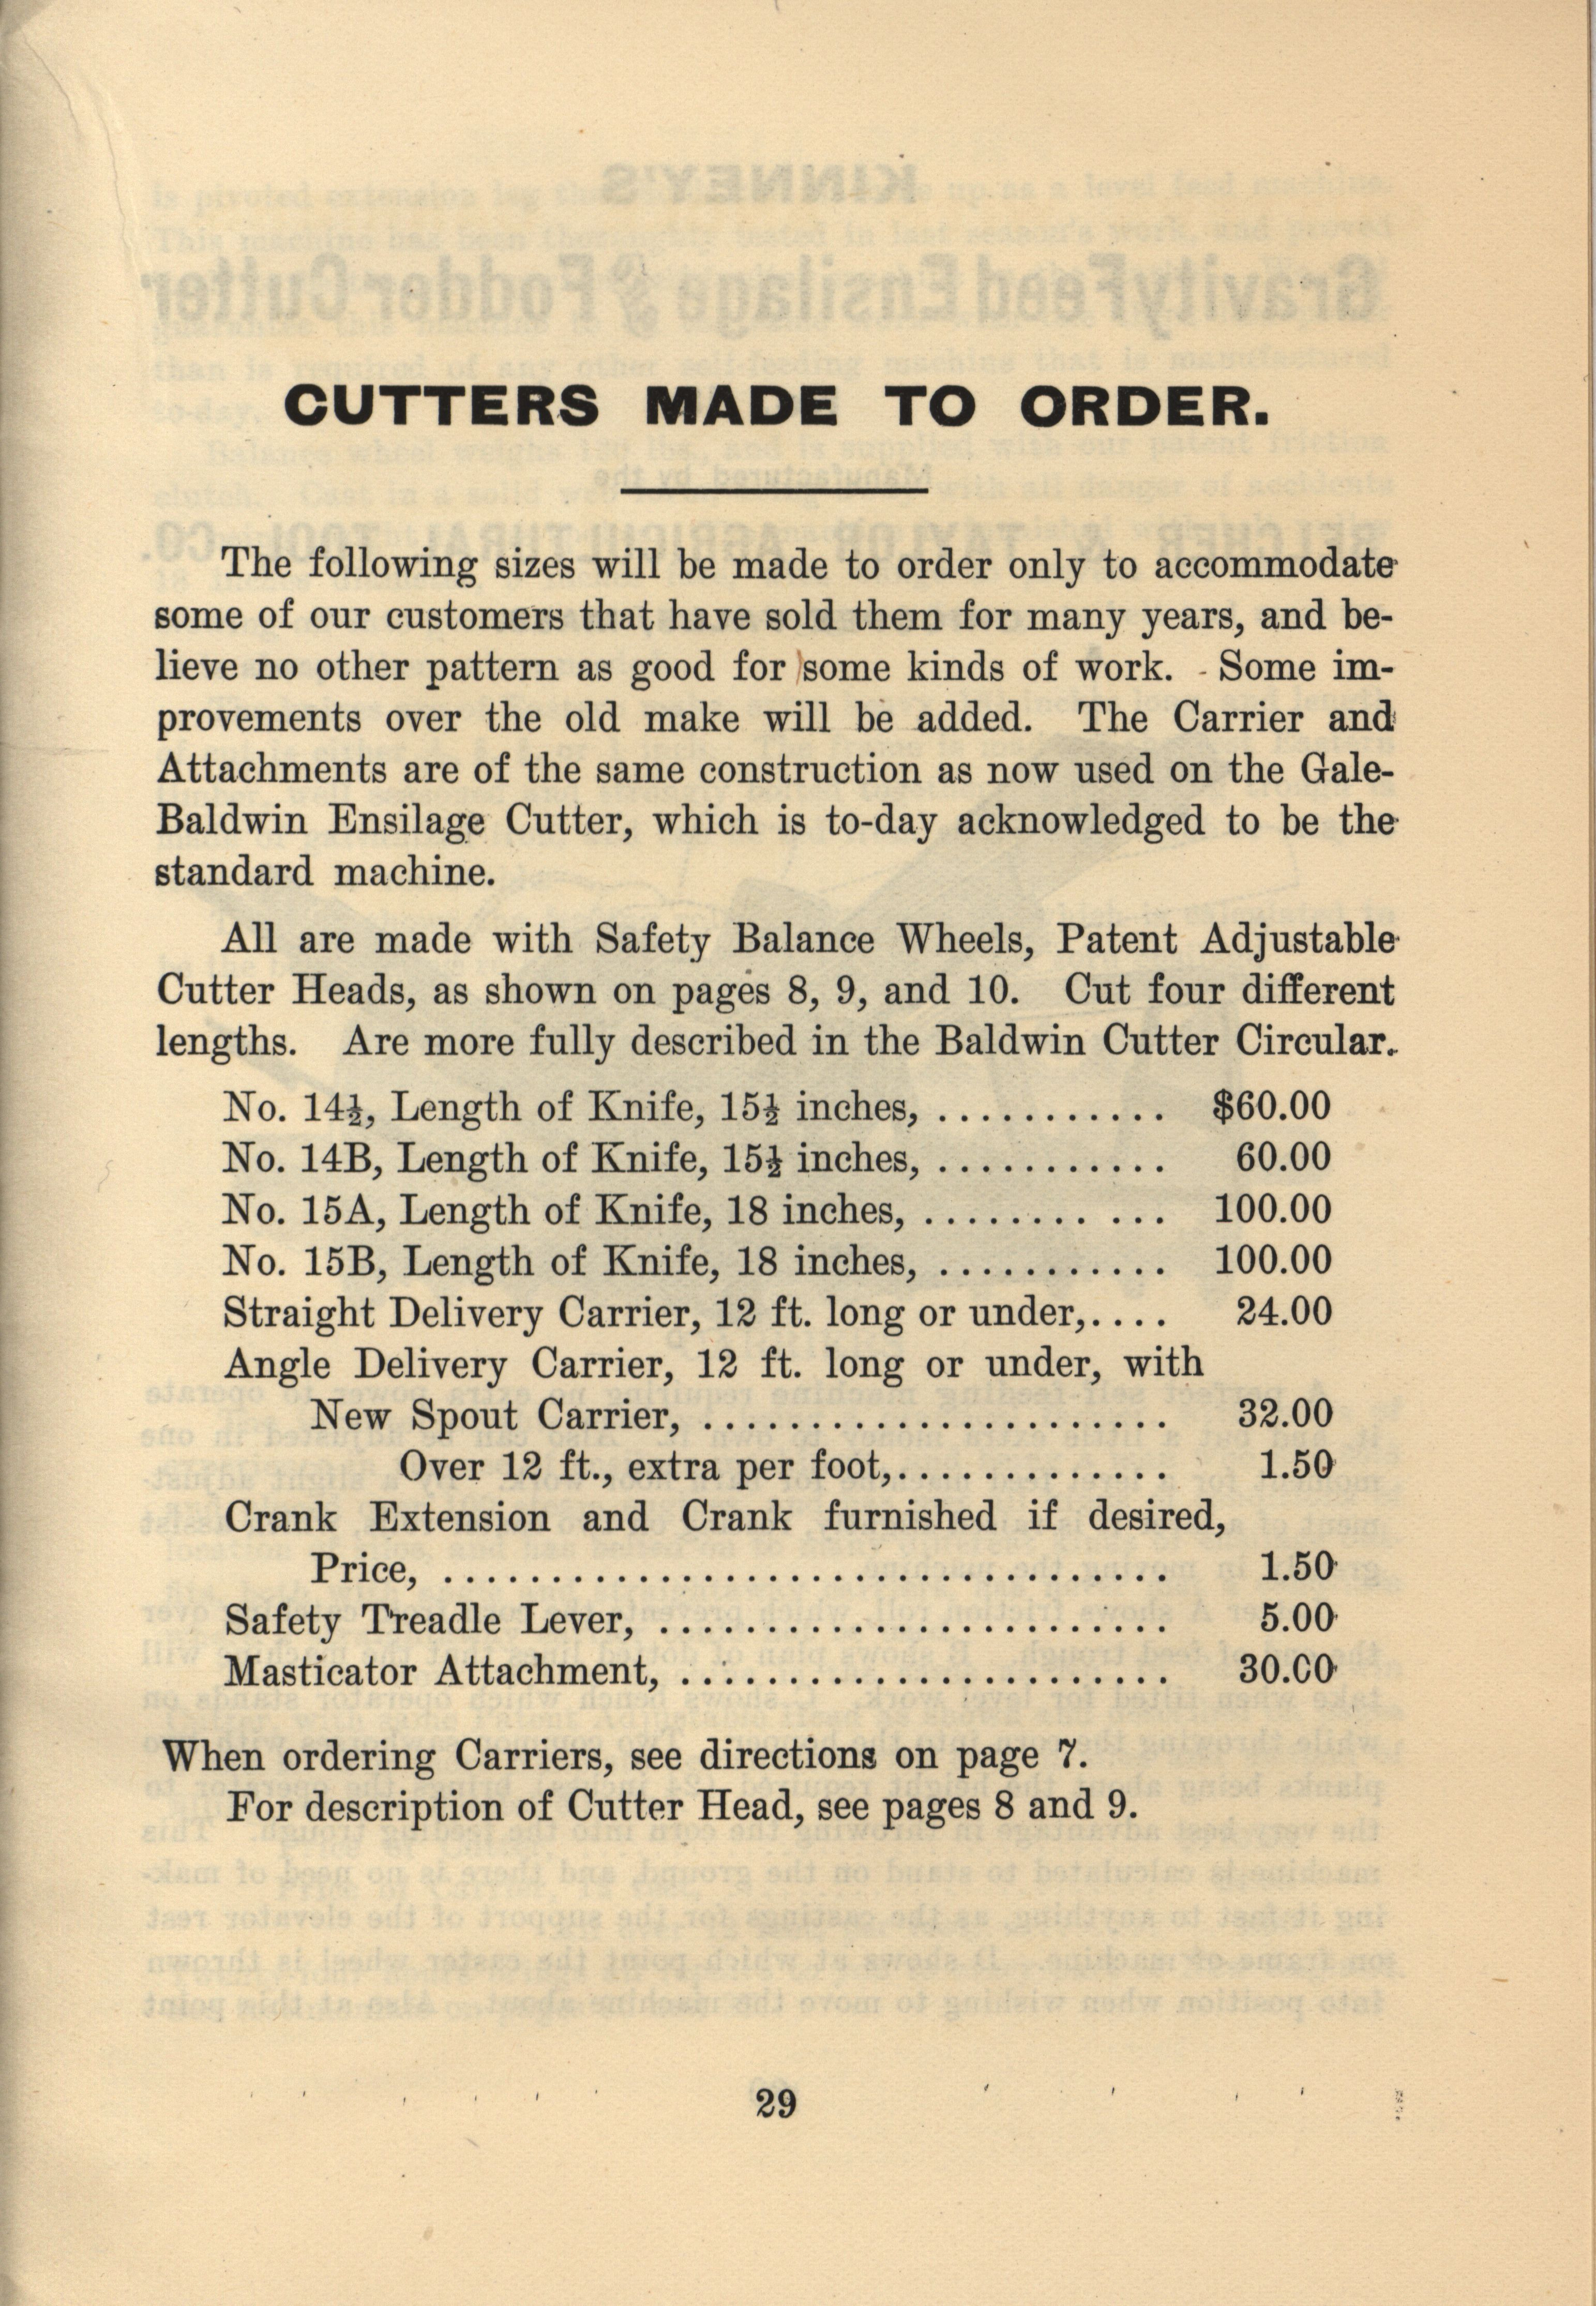 CUTTERS MADE TO ORDER.
The following sizes will be made to order only to accommodate
some of our customers that have sold them for many years, and be-
lieve no other pattern as good for some kinds of work. Some im-
provements over the old make will be added. The Carrier and
Attachments are of the same construction as now used on the Gale-
Baldwin Ensilage Cutter, which is to-day acknowledged to be the
standard machine.
All are made with Safety Balance Wheels, Patent Adjustable
Cutter Heads, as shown on pages 8, 9, and 10. Cut four different
lengths. Are more fully described in the Baldwin Cutter Circular.
No. 14½, Length of Knife, 15½ inches, ........... $60.00
No. 14B, Length of Knife, 15½ inches, ........... 60.00
No. 15A, Length of Knife, 18 inches, ........ ... 100.00
No. 15B, Length of Knife, 18 inches, ........... 100.00
Straight Delivery Carrier, 12 ft. long or under,.... 24.00
Angle Delivery Carrier, 12 ft. long or under, with
New Spout Carrier, ...................... 32.00
Over 12 ft., extra per foot,............. 1.50
Crank Extension and Crank furnished if desired,
Price, .................................. 1.50
Safety Treadle Lever, ........................ 5.00
Masticator Attachment, ....................... 30.00
When ordering Carriers, see directions on page 7.
For description of Cutter Head, see pages 8 and 9.
29